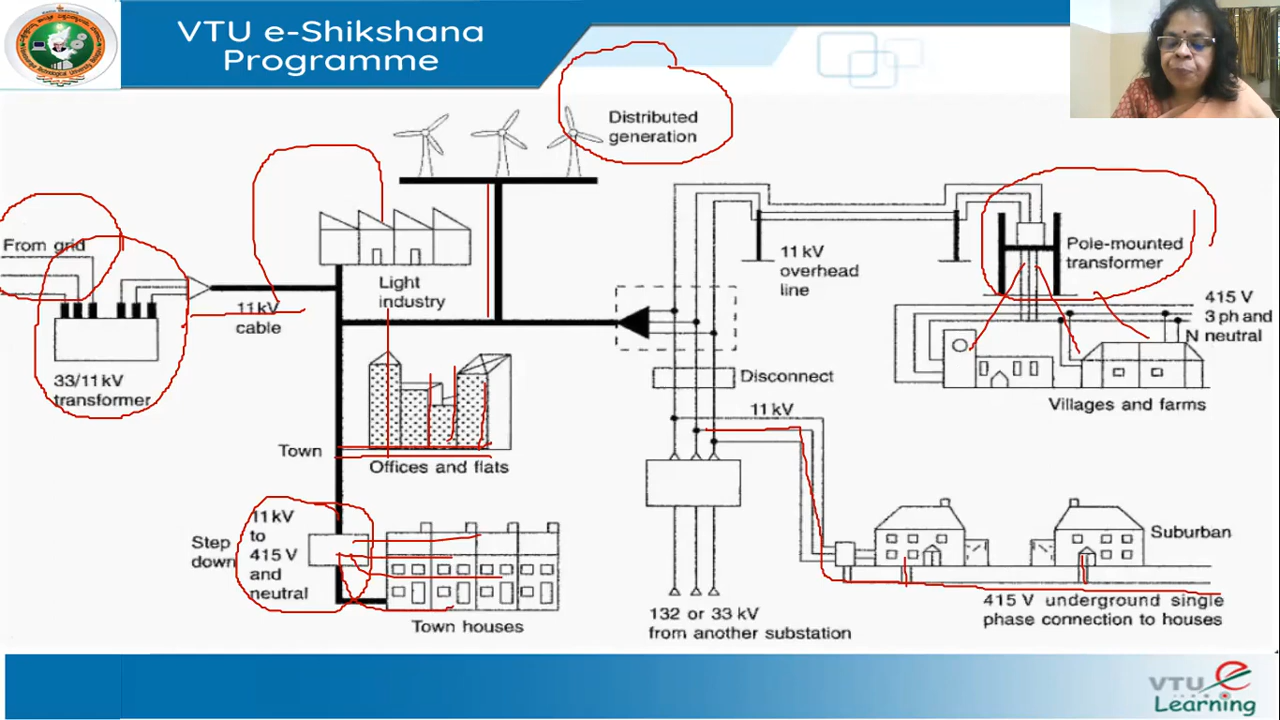 VTU e-Shikshana
Programme
Distributed
generation
From grid
11 kV
cable
33/11 kV
transformer
Light
industry
Town
Offices and flats
Step
down
11 kV
to
415 V
and
neutral
Town houses
11 kV
overhead
line
Disconnect
11 kV
132 or 33 kV
from another substation
Pole-mounted
transformer
415 V
3 ph and
N neutral
Villages and farms
Suburban
415 V underground single
phase connection to houses
VTU e
Learning